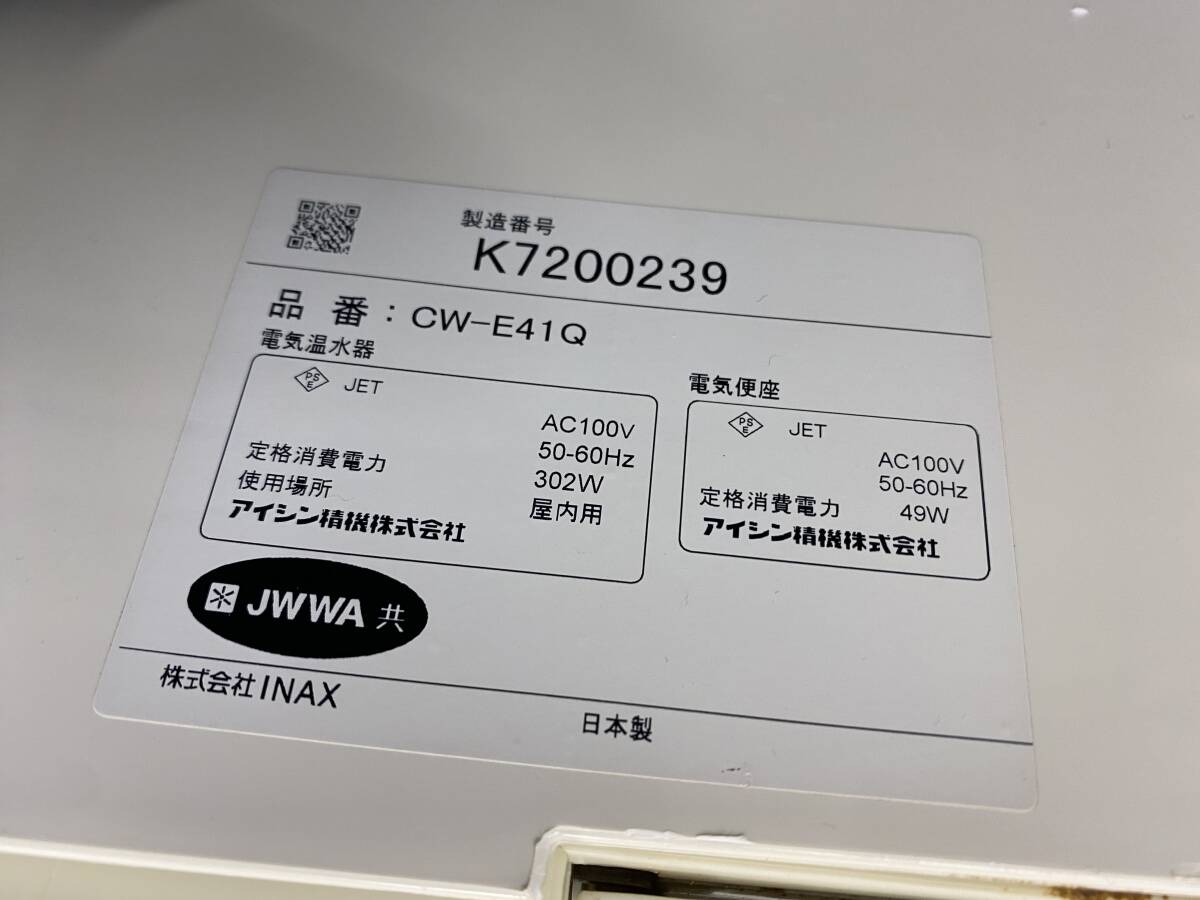 製造番号
K7200239
品 番 : CW-E41Q
電気温水器
PSE JET
AC100V
50-60Hz
定格消費電力 302W
使用場所 屋内用
アイシン精機株式会社
電気便座
PSE JET
AC100V
50-60Hz
定格消費電力 49W
アイシン精機株式会社
JWWA 共
株式会社INAX
日本製